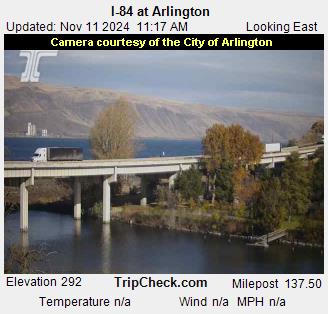 I-84 at Arlington
Updated: Nov 11 2024 11:17 AM Looking East
Camera courtesy of the City of Arlington
Elevation 292 TripCheck.com Milepost 137.50
Temperature n/a Wind n/a MPH n/a